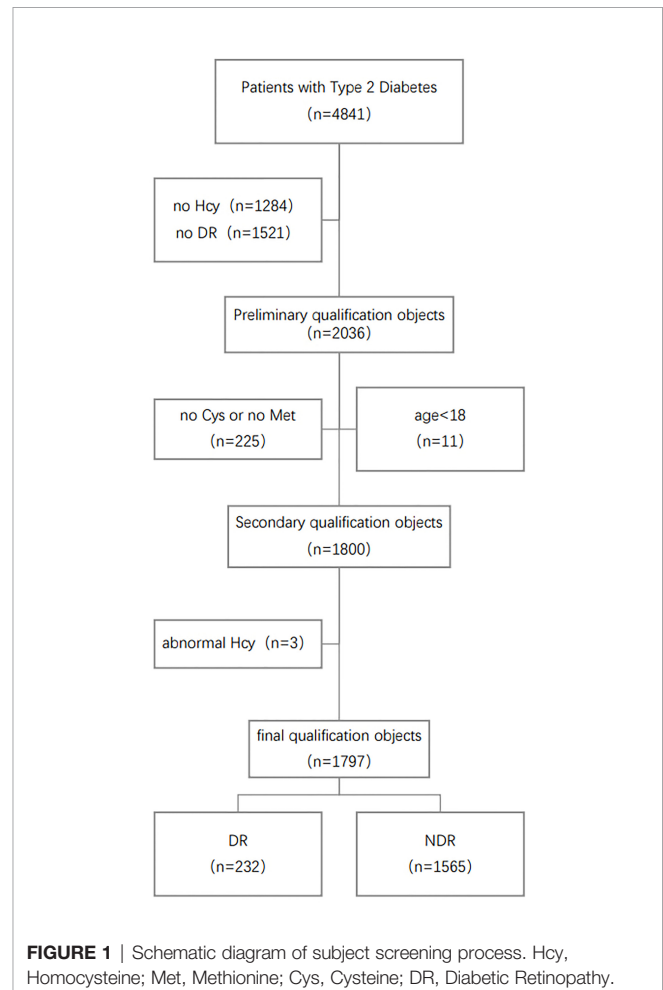 Patients with Type 2 Diabetes
(n=4841)
no Hcy (n=1284)
no DR (n=1521)
Preliminary qualification objects
(n=2036)
no Cys or no Met
(n=225)
age<18
(n=11)
Secondary qualification objects
(n=1800)
abnormal Hcy (n=3)
final qualification objects
(n=1797)
DR
(n=232)
NDR
(n=1565)
FIGURE 1 | Schematic diagram of subject screening process. Hcy,
Homocysteine; Met, Methionine; Cys, Cysteine; DR, Diabetic Retinopathy.